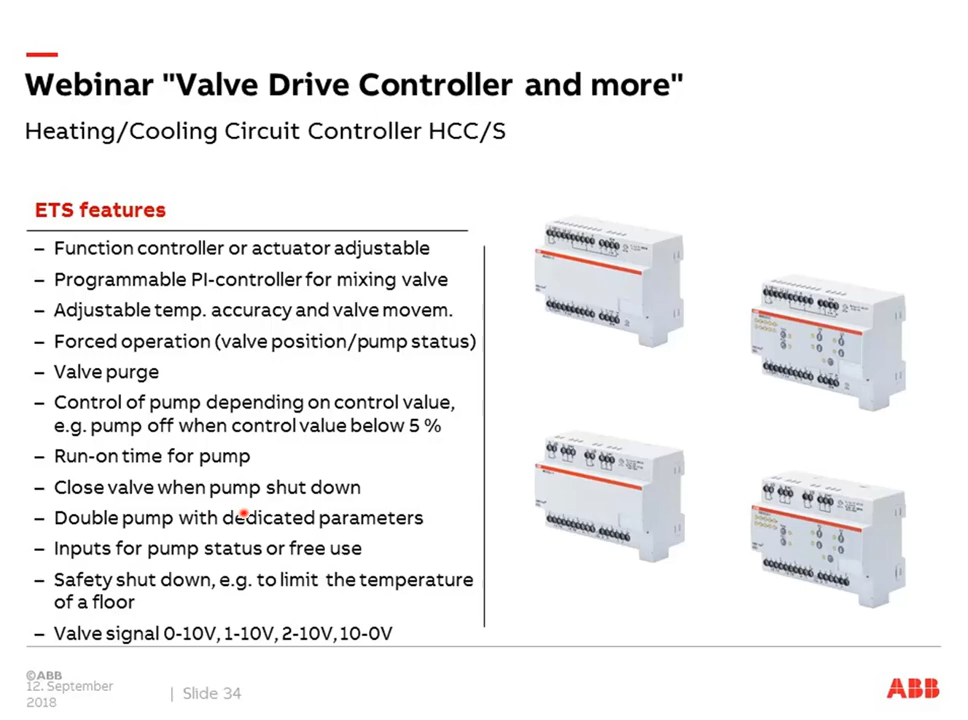 Webinar "Valve Drive Controller and more"
Heating/Cooling Circuit Controller HCC/S
ETS features
– Function controller or actuator adjustable
– Programmable PI-controller for mixing valve
– Adjustable temp. accuracy and valve movem.
– Forced operation (valve position/pump status)
– Valve purge
– Control of pump depending on control value,
e.g. pump off when control value below 5 %
– Run-on time for pump
– Close valve when pump shut down
– Double pump with dedicated parameters
– Inputs for pump status or free use
– Safety shut down, e.g. to limit the temperature
of a floor
– Valve signal 0-10V, 1-10V, 2-10V, 10-0V
©ABB
12. September
2018
| Slide 34
ABB